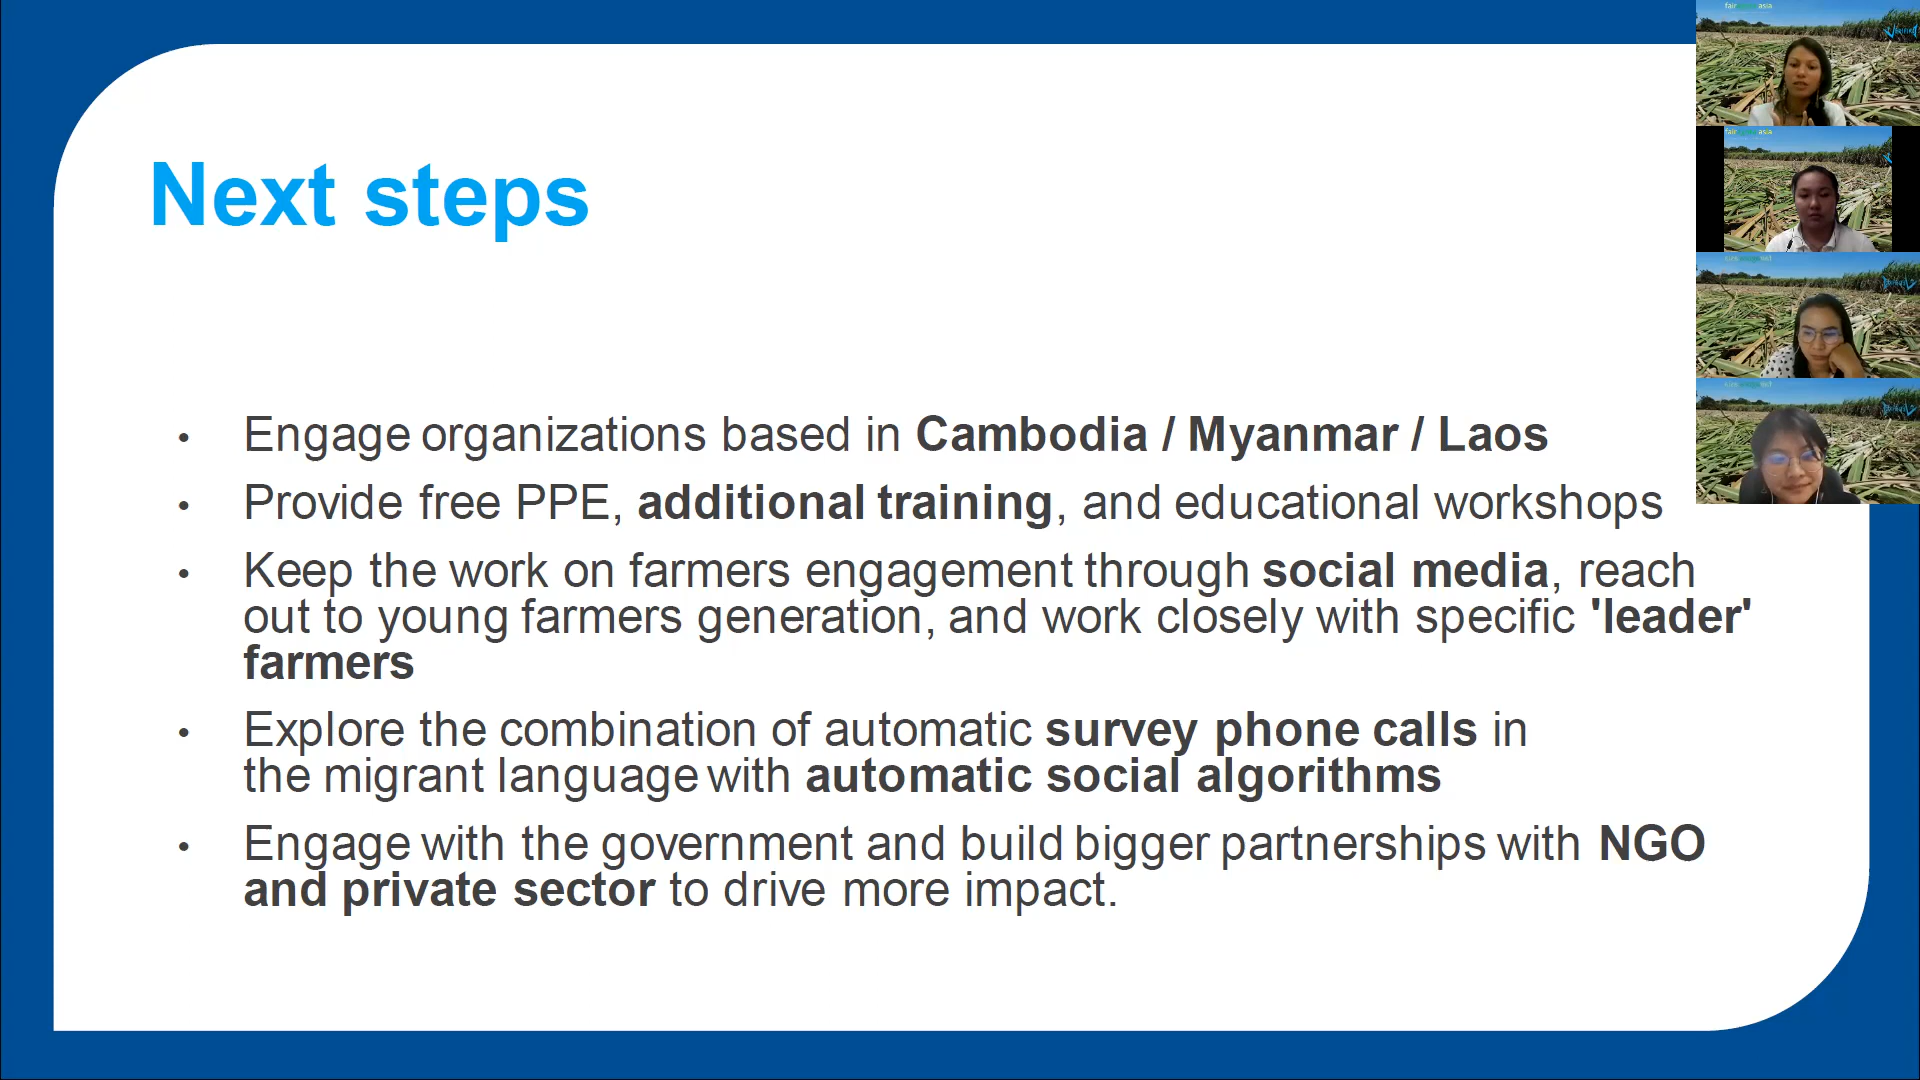 Next steps
• Engage organizations based in Cambodia / Myanmar / Laos
• Provide free PPE, additional training, and educational workshops
• Keep the work on farmers engagement through social media, reach
out to young farmers generation, and work closely with specific 'leader'
farmers
• Explore the combination of automatic survey phone calls in
the migrant language with automatic social algorithms
• Engage with the government and build bigger partnerships with NGO
and private sector to drive more impact.